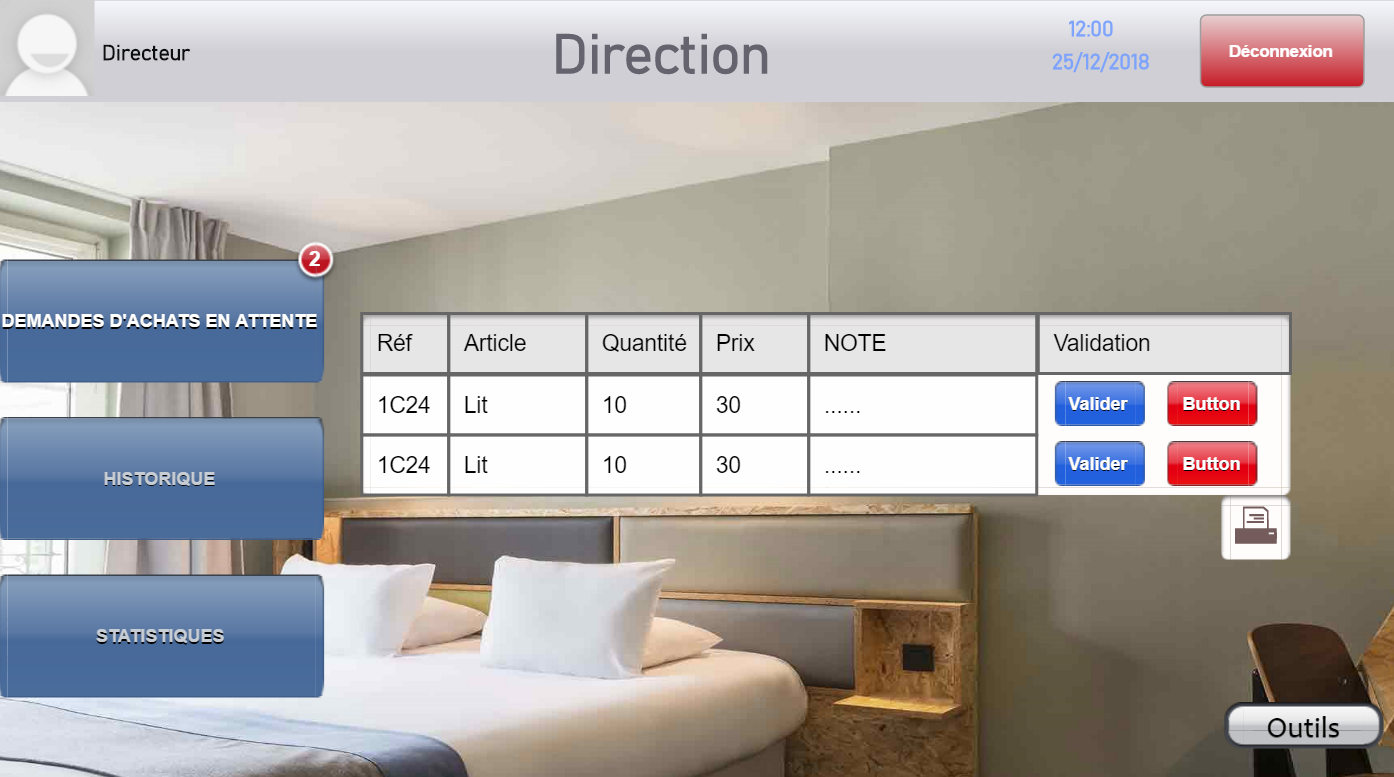 Directeur
Direction
12:00
25/12/2018
Déconnexion
2
DEMANDES D'ACHATS EN ATTENTE
HISTORIQUE
STATISTIQUES
Réf Article Quantité Prix NOTE Validation
1C24 Lit 10 30 ...... Valider Button
1C24 Lit 10 30 ...... Valider Button
Outils